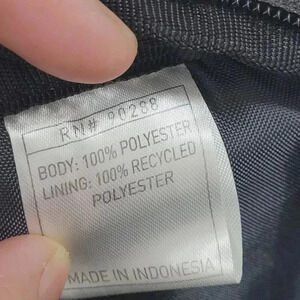 RN# 90288
BODY: 100% POLYESTER
LINING: 100% RECYCLED
POLYESTER
MADE IN INDONESIA